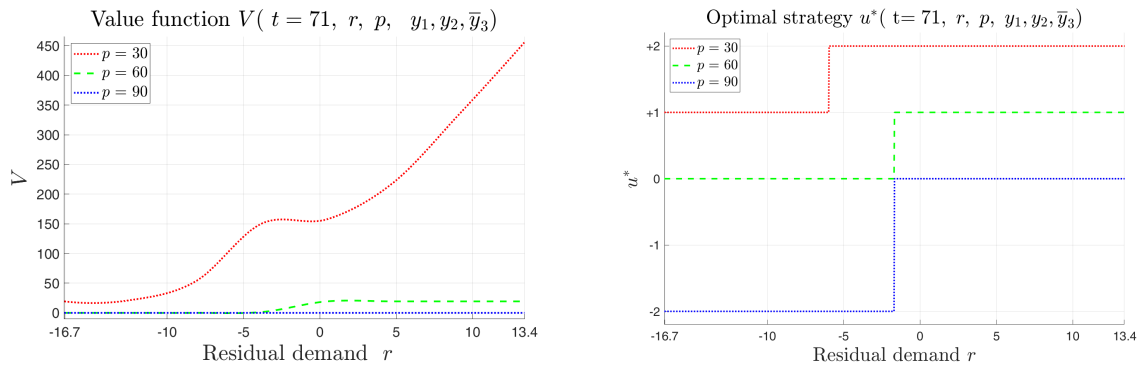 Value function V( t = 71, r, p, y₁, y₂, y̅₃)
450
400
350
300
250
200
150
100
50
0
V
p = 30
p = 60
p = 90
-16.7 -10 -5 0 5 10 13.4
Residual demand r
Optimal strategy u*( t= 71, r, p, y₁, y₂, y̅₃)
+2
+1
0
-1
-2
u*
p = 30
p = 60
p = 90
-16.7 -10 -5 0 5 10 13.4
Residual demand r